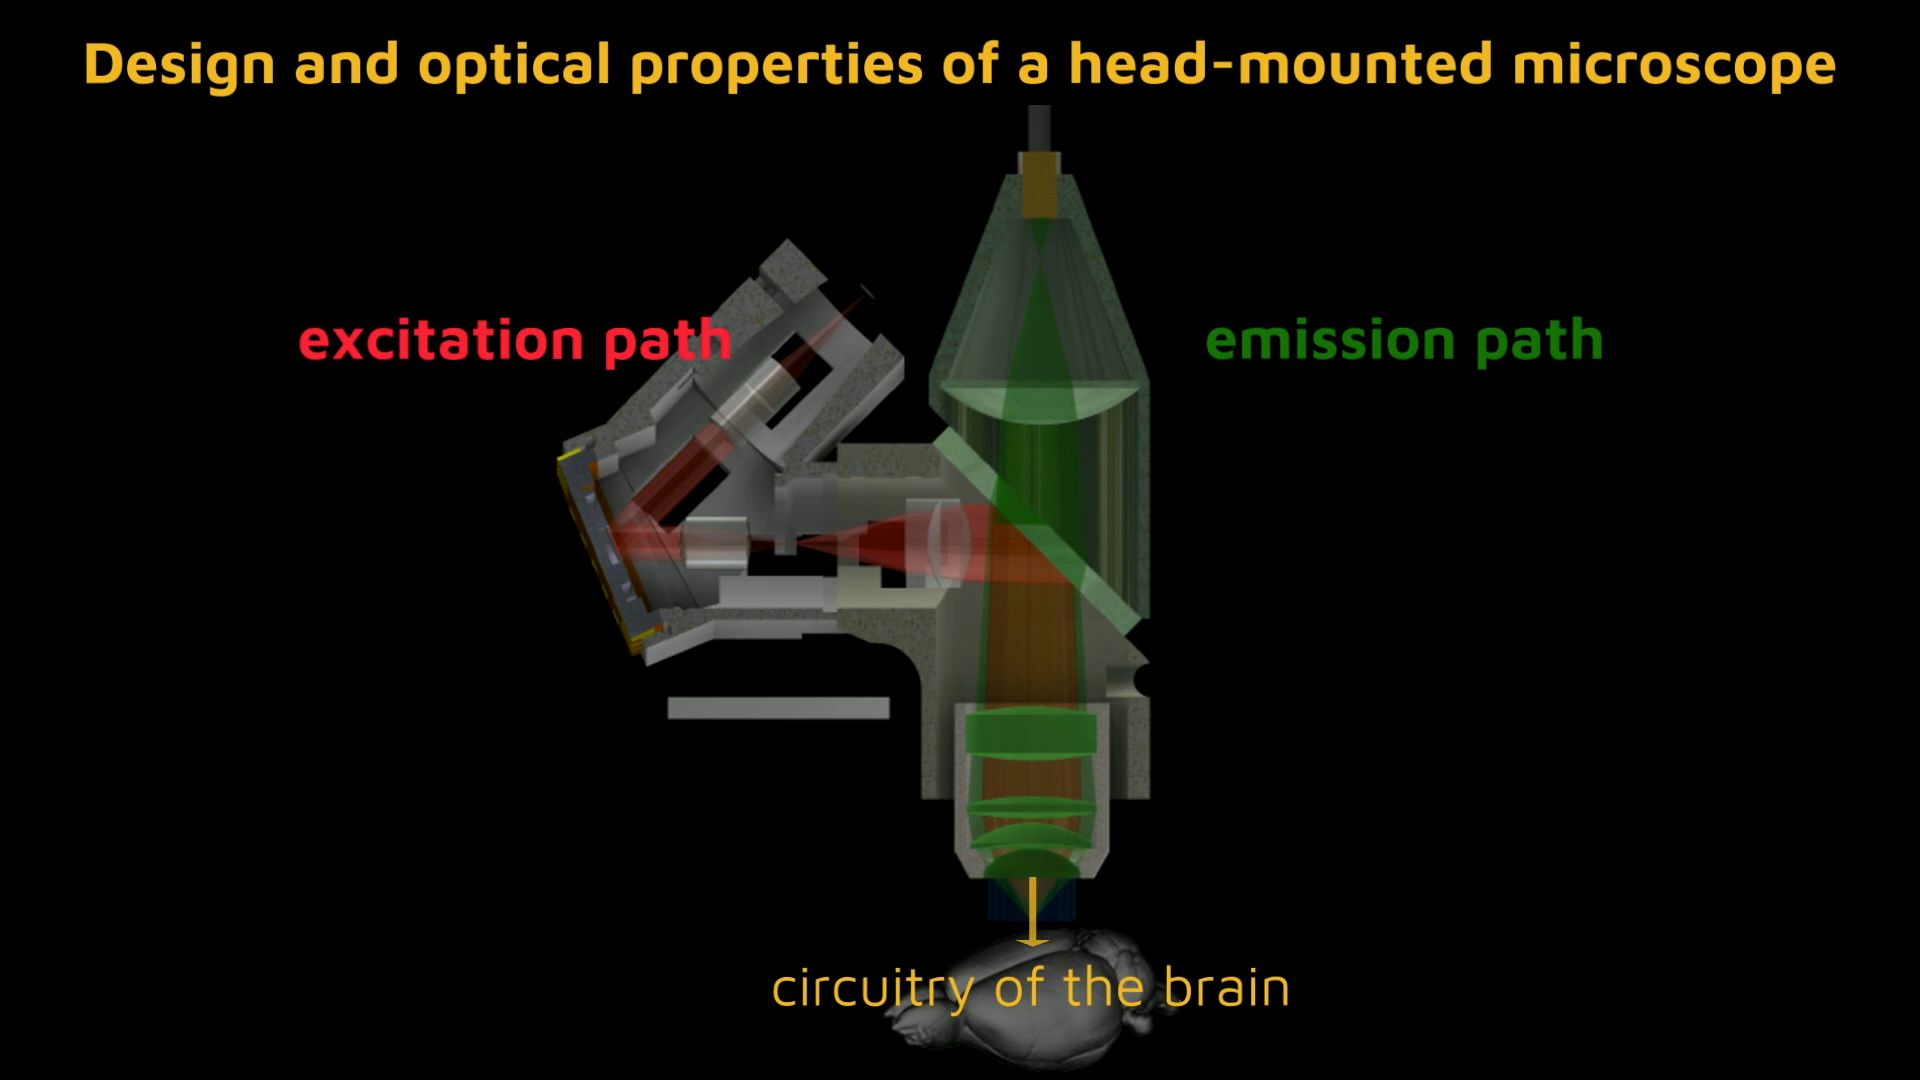 Design and optical properties of a head-mounted microscope
excitation path
emission path
circuitry of the brain